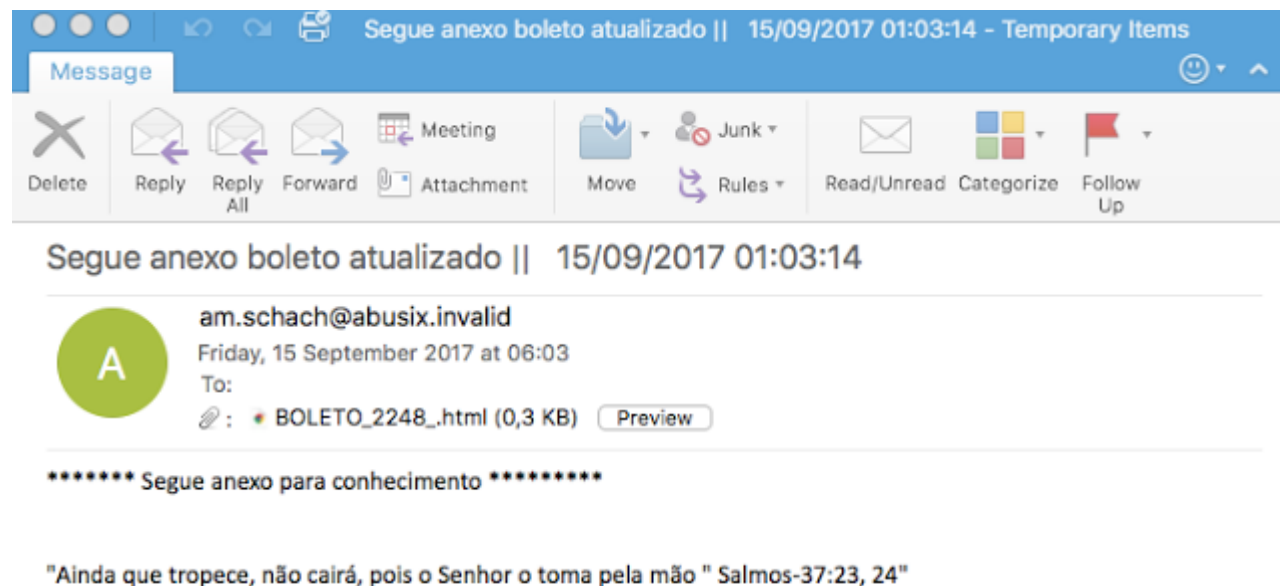 Segue anexo boleto atualizado ||   15/09/2017 01:03:14 - Temporary Items
Message
Delete
Reply
Reply All
Forward
Meeting
Attachment
Move
Junk
Rules
Read/Unread
Categorize
Follow Up
Segue anexo boleto atualizado ||   15/09/2017 01:03:14
A
am.schach@abusix.invalid
Friday, 15 September 2017 at 06:03
To:
: BOLETO_2248_.html (0,3 KB) Preview
******* Segue anexo para conhecimento *********
"Ainda que tropece, não cairá, pois o Senhor o toma pela mão " Salmos-37:23, 24"